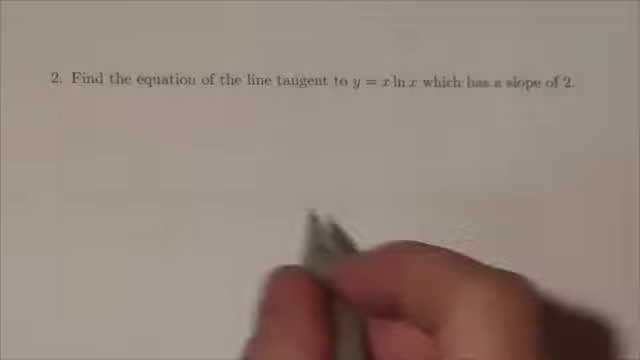 2. Find the equation of the line tangent to y = x ln x which has a slope of 2.